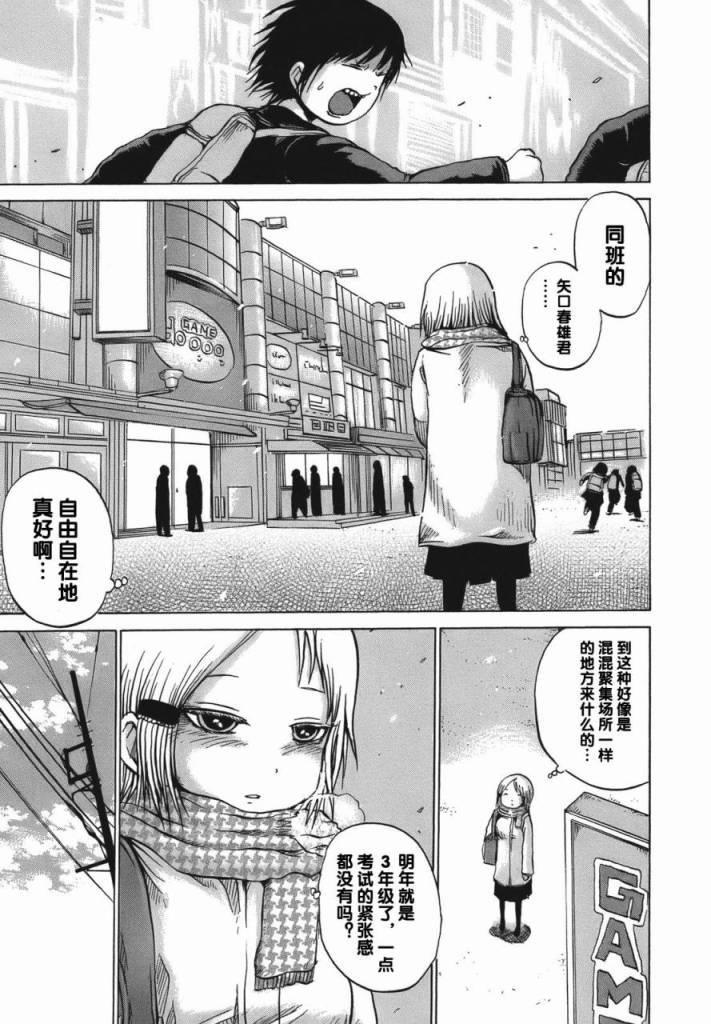 同班的
矢口春雄君
……
GAME
自由自在地
真好啊…
到这种好像是
混混聚集场所一样
的地方来什么的…
GAM
明年就是
3年级了，一点
考试的紧张感
都没有吗？